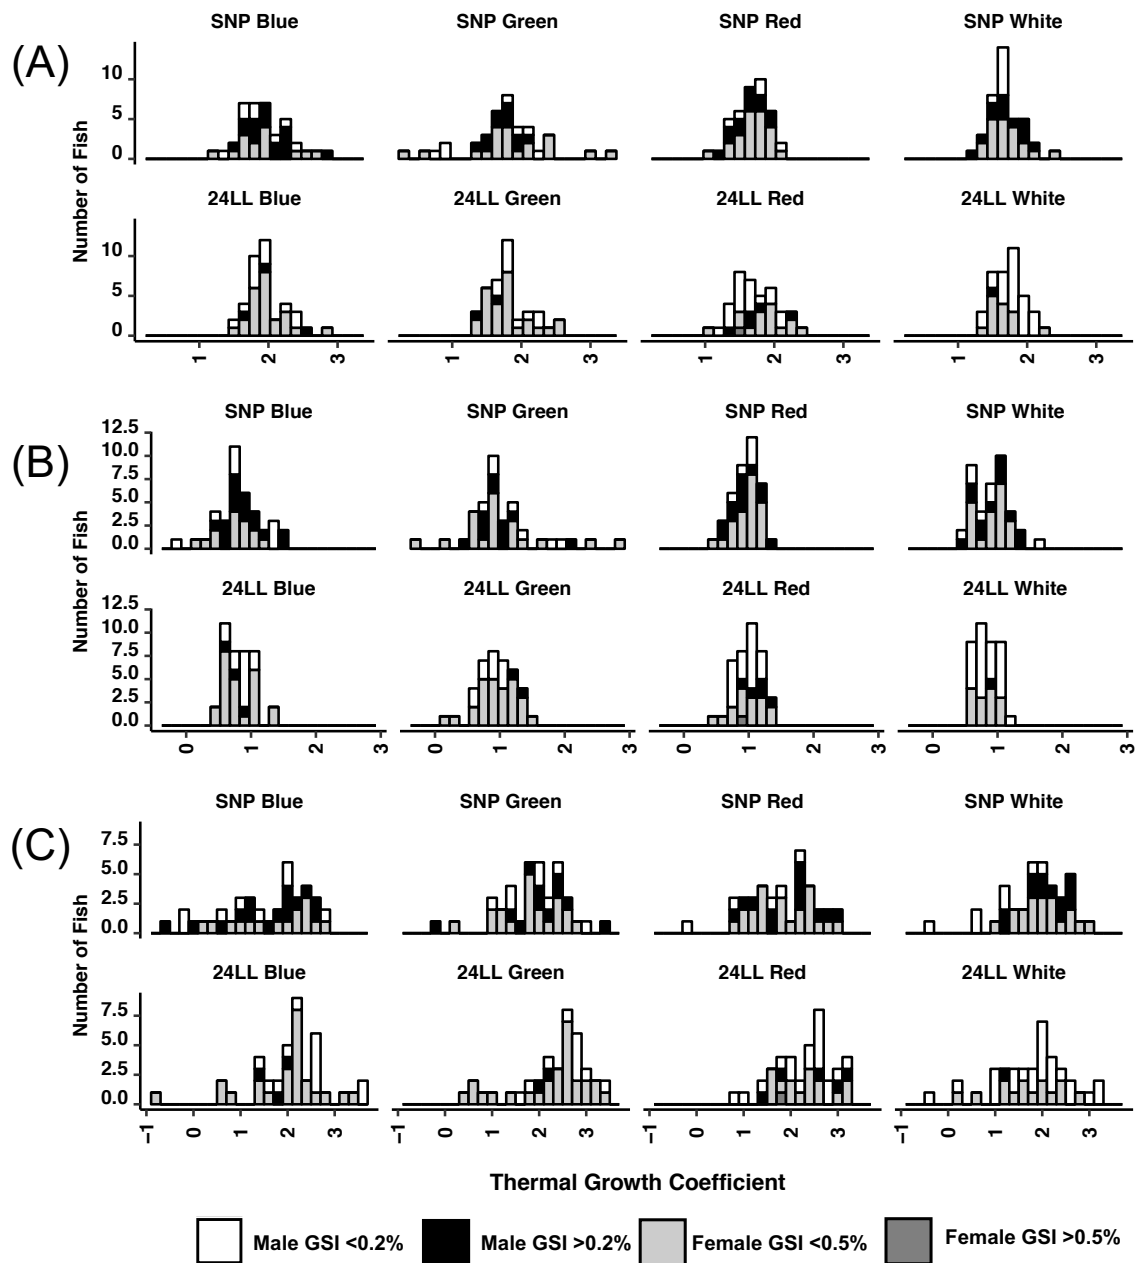 (A)
SNP Blue SNP Green SNP Red SNP White
10
5
0
24LL Blue 24LL Green 24LL Red 24LL White
10
5
0
Number of Fish
1 2 3 1 2 3 1 2 3 1 2 3
(B)
SNP Blue SNP Green SNP Red SNP White
12.5
10.0
7.5
5.0
2.5
0.0
24LL Blue 24LL Green 24LL Red 24LL White
12.5
10.0
7.5
5.0
2.5
0.0
Number of Fish
0 1 2 3 0 1 2 3 0 1 2 3 0 1 2 3
(C)
SNP Blue SNP Green SNP Red SNP White
7.5
5.0
2.5
0.0
24LL Blue 24LL Green 24LL Red 24LL White
7.5
5.0
2.5
0.0
Number of Fish
−1 0 1 2 3 −1 0 1 2 3 −1 0 1 2 3 −1 0 1 2 3
Thermal Growth Coefficient
Male GSI <0.2% Male GSI >0.2% Female GSI <0.5% Female GSI >0.5%